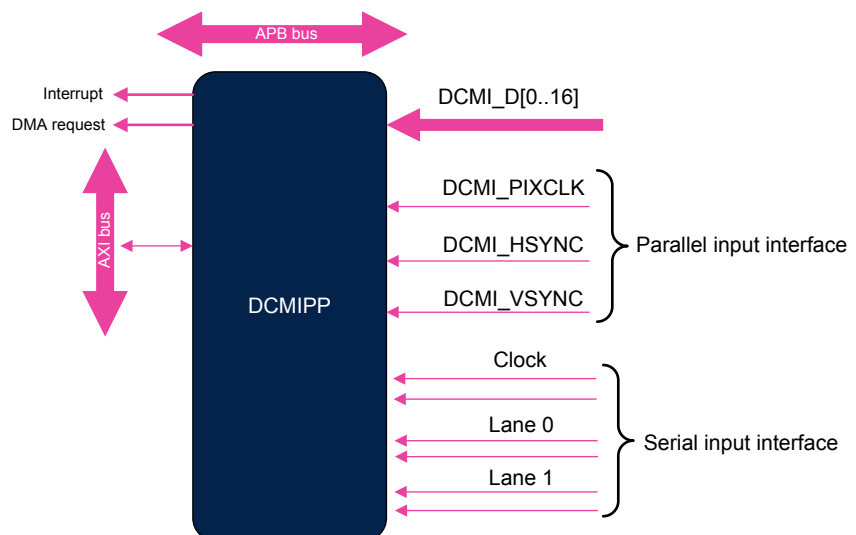 APB bus
Interrupt
DMA request
AXI bus
DCMIPP
DCMI_D[0..16]
DCMI_PIXCLK
DCMI_HSYNC
DCMI_VSYNC
Parallel input interface
Clock
Lane 0
Lane 1
Serial input interface